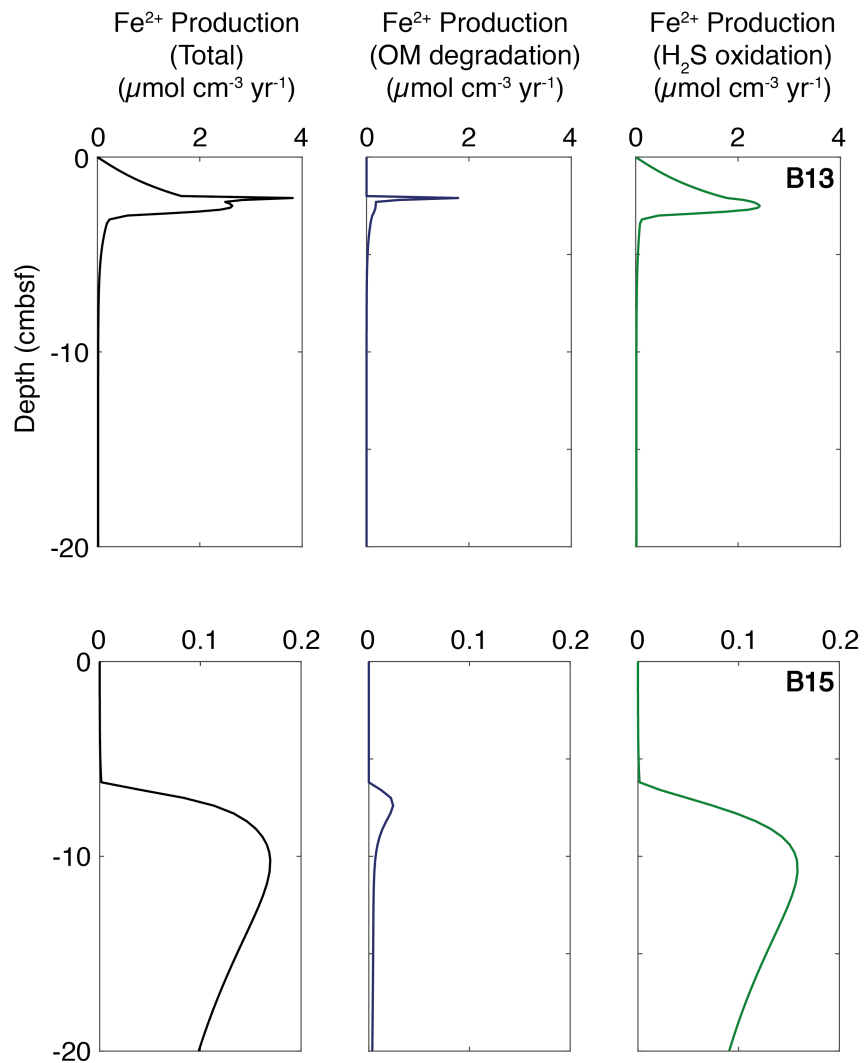 Fe²⁺ Production
(Total)
(µmol cm⁻³ yr⁻¹)
Fe²⁺ Production
(OM degradation)
(µmol cm⁻³ yr⁻¹)
Fe²⁺ Production
(H₂S oxidation)
(µmol cm⁻³ yr⁻¹)
0 2 4
0 2 4
0 2 4
0
-10
-20
Depth (cmbsf)
B13
0 0.1 0.2
0 0.1 0.2
0 0.1 0.2
0
-10
-20
B15